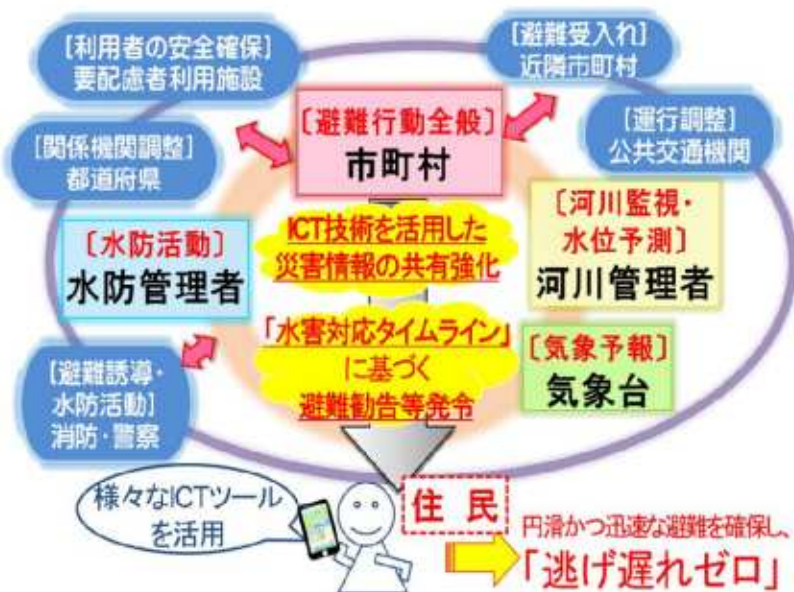 [利用者の安全確保]
要配慮者利用施設
[避難受入れ]
近隣市町村
[関係機関調整]
都道府県
〔避難行動全般〕
市町村
[運行調整]
公共交通機関
〔水防活動〕
水防管理者
ICT技術を活用した
災害情報の共有強化
〔河川監視・
水位予測〕
河川管理者
「水害対応タイムライン」
に基づく
避難勧告等発令
〔気象予報〕
気象台
[避難誘導・
水防活動]
消防・警察
様々なICTツール
を活用
住 民
円滑かつ迅速な避難を確保し、
「逃げ遅れゼロ」